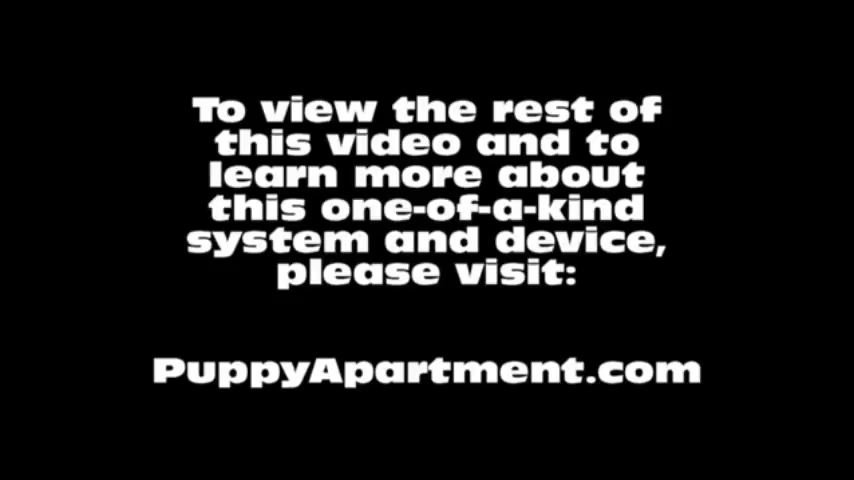 To view the rest of
this video and to
learn more about
this one-of-a-kind
system and device,
please visit:
PuppyApartment.com